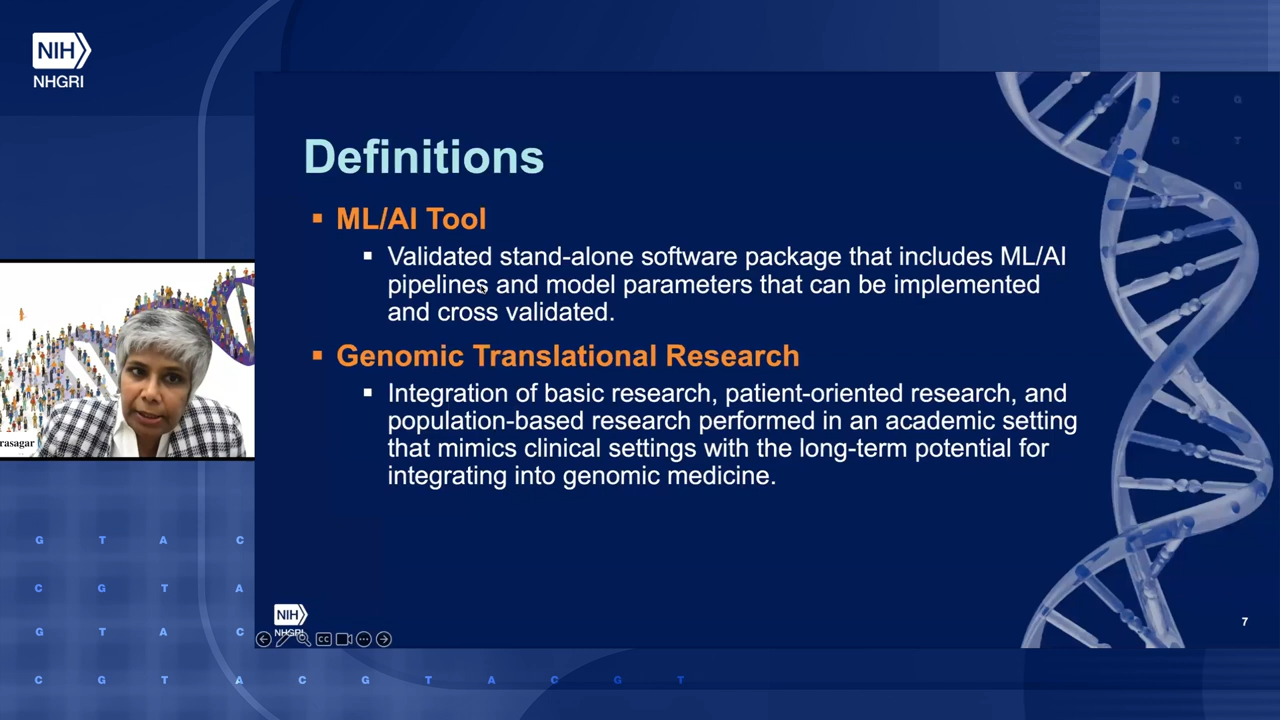 NIH
NHGRI
Definitions
ML/AI Tool
Validated stand-alone software package that includes ML/AI
pipelines and model parameters that can be implemented
and cross validated.
Genomic Translational Research
Integration of basic research, patient-oriented research, and
population-based research performed in an academic setting
that mimics clinical settings with the long-term potential for
integrating into genomic medicine.
rasagar
NIH
NHGRI
CC
7
C G
G T
G
G T A C
C G T A
G T A C
C G T A C G T A C G T